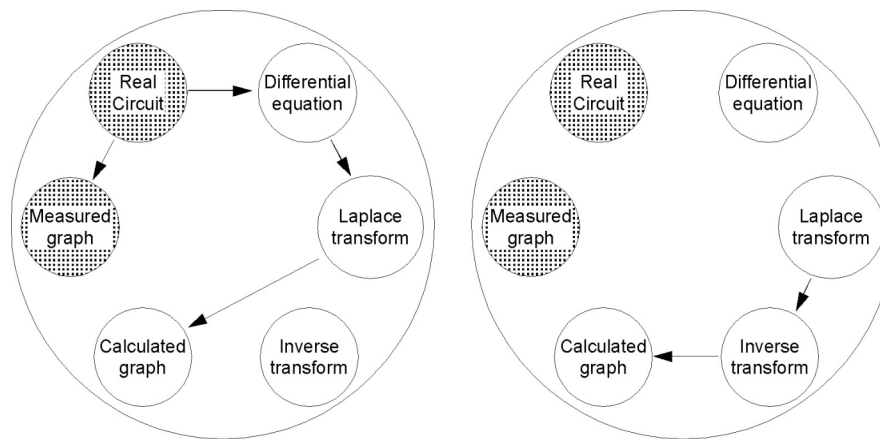 Real
Circuit
Differential
equation
Measured
graph
Laplace
transform
Calculated
graph
Inverse
transform
Real
Circuit
Differential
equation
Measured
graph
Laplace
transform
Calculated
graph
Inverse
transform